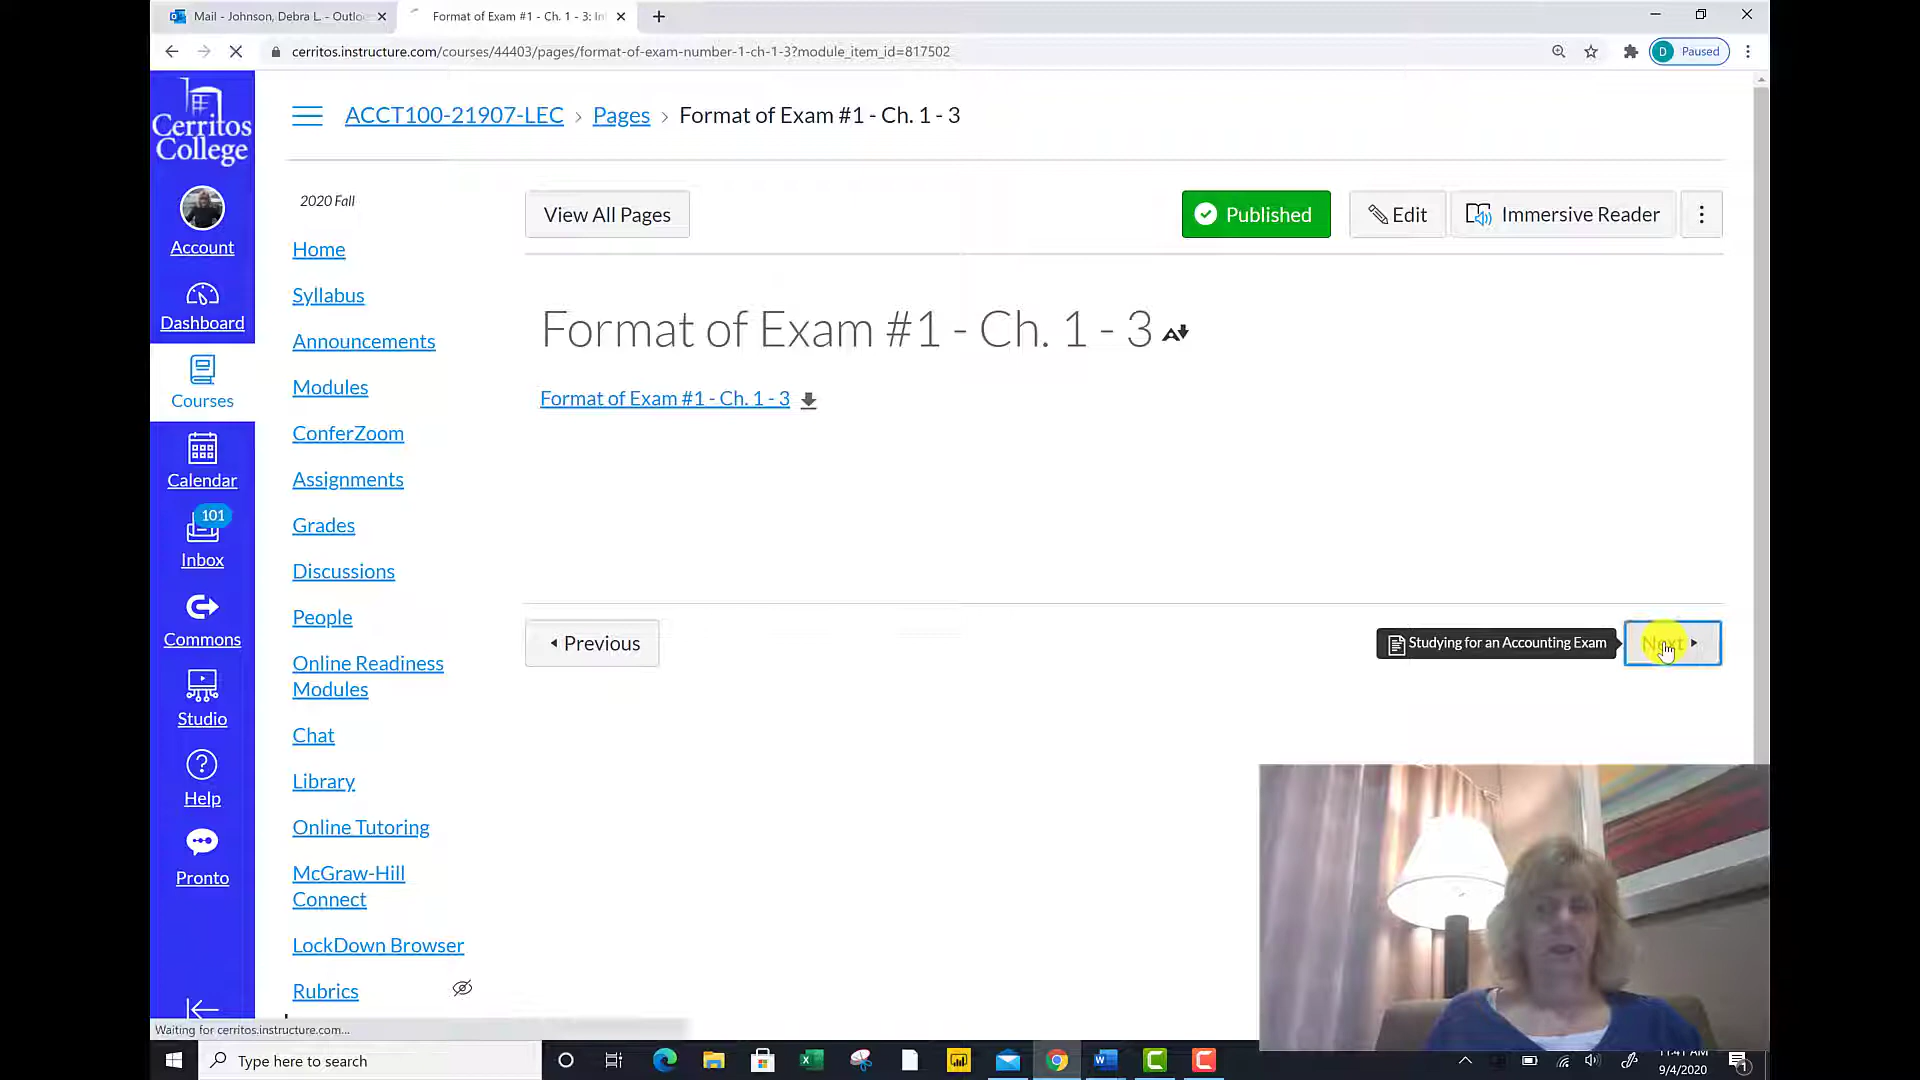 Mail - Johnson, Debra L. - Outlo
Format of Exam #1 - Ch. 1 - 3: In
cerritos.instructure.com/courses/44403/pages/format-of-exam-number-1-ch-1-3?module_item_id=817502
D Paused
Cerritos
College
Account
Dashboard
Courses
Calendar
101
Inbox
Commons
Studio
Help
Pronto
ACCT100-21907-LEC › Pages › Format of Exam #1 - Ch. 1 - 3
2020 Fall
Home
Syllabus
Announcements
Modules
ConferZoom
Assignments
Grades
Discussions
People
Online Readiness
Modules
Chat
Library
Online Tutoring
McGraw-Hill
Connect
LockDown Browser
Rubrics
View All Pages
Published
Edit
Immersive Reader
Format of Exam #1 - Ch. 1 - 3
Format of Exam #1 - Ch. 1 - 3
Previous
Studying for an Accounting Exam
Next
Waiting for cerritos.instructure.com...
Type here to search
11:41 AM
9/4/2020
1